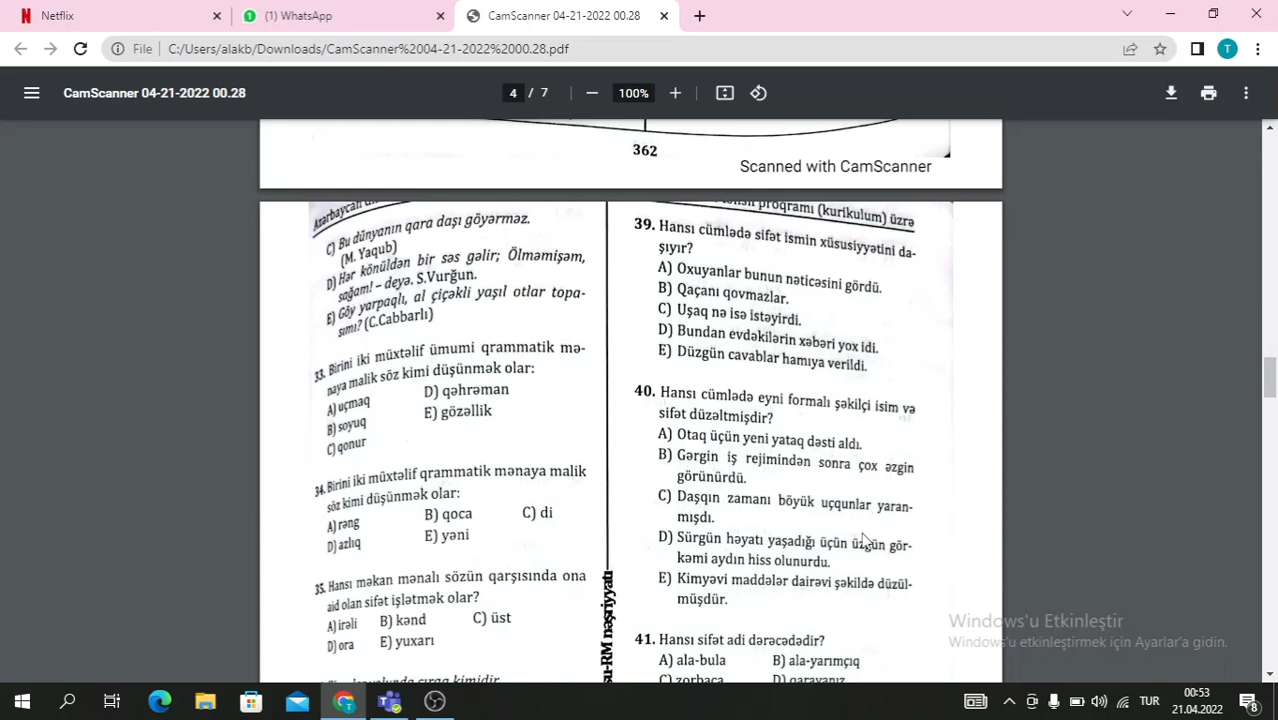 Netflix
(1) WhatsApp
CamScanner 04-21-2022 00.28
File
C:/Users/alakb/Downloads/CamScanner%2004-21-2022%2000.28.pdf
T
CamScanner 04-21-2022 00.28
4 / 7
100%
362
Scanned with CamScanner
Azərbaycan
C) Bu dünyanın qara daşı göyərməz.
(M. Yaqub)
D) Hər könüldən bir səs gəlir; Ölməmişəm,
sağam! – deyə. S.Vurğun.
E) Göy yarpaqlı, al çiçəkli yaşıl otlar topa-
sımı? (C.Cabbarlı)
33. Birini iki müxtəlif ümumi qrammatik mə-
naya malik söz kimi düşünmək olar:
A) uçmaq
D) qəhrəman
B) soyuq
E) gözəllik
C) qonur
34. Birini iki müxtəlif qrammatik mənaya malik
söz kimi düşünmək olar:
A) rəng
B) qoca
C) di
D) azlıq
E) yəni
35. Hansı məkan mənalı sözün qarşısında ona
aid olan sifət işlətmək olar?
A) irəli
B) kənd
C) üst
D) ora
E) yuxarı
kimidir
su-RM nəşriyyatı
proqramı (kurikulum) üzrə
39. Hansı cümlədə sifət ismin xüsusiyyətini da-
şıyır?
A) Oxuyanlar bunun nəticəsini gördü.
B) Qaçanı qovmazlar.
C) Uşaq nə isə istəyirdi.
D) Bundan evdəkilərin xəbəri yox idi.
E) Düzgün cavablar hamıya verildi.
40. Hansı cümlədə eyni formalı şəkilçi isim və
sifət düzəltmişdir?
A) Otaq üçün yeni yataq dəsti aldı.
B) Gərgin iş rejimindən sonra çox əzgin
görünürdü.
C) Daşqın zamanı böyük uçqunlar yaran-
mışdı.
D) Sürgün həyatı yaşadığı üçün üzgün gör-
kəmi aydın hiss olunurdu.
E) Kimyəvi maddələr dairəvi şəkildə düzül-
müşdür.
41. Hansı sifət adi dərəcədədir?
A) ala-bula
B) ala-yarımçıq
C) zorbaca
D) qarayanız
Windows'u Etkinleştir
Windows'u etkinleştirmek için Ayarlar'a gidin.
TUR
00:53
21.04.2022
8